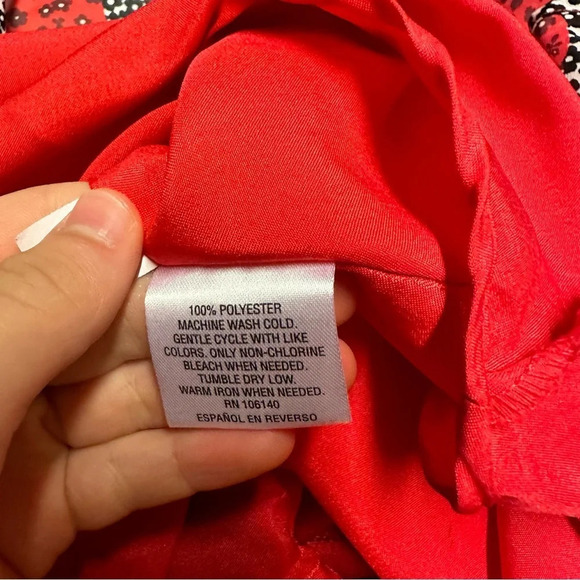 100% POLYESTER
MACHINE WASH COLD.
GENTLE CYCLE WITH LIKE
COLORS. ONLY NON-CHLORINE
BLEACH WHEN NEEDED.
TUMBLE DRY LOW.
WARM IRON WHEN NEEDED.
RN 106140
ESPAÑOL EN REVERSO